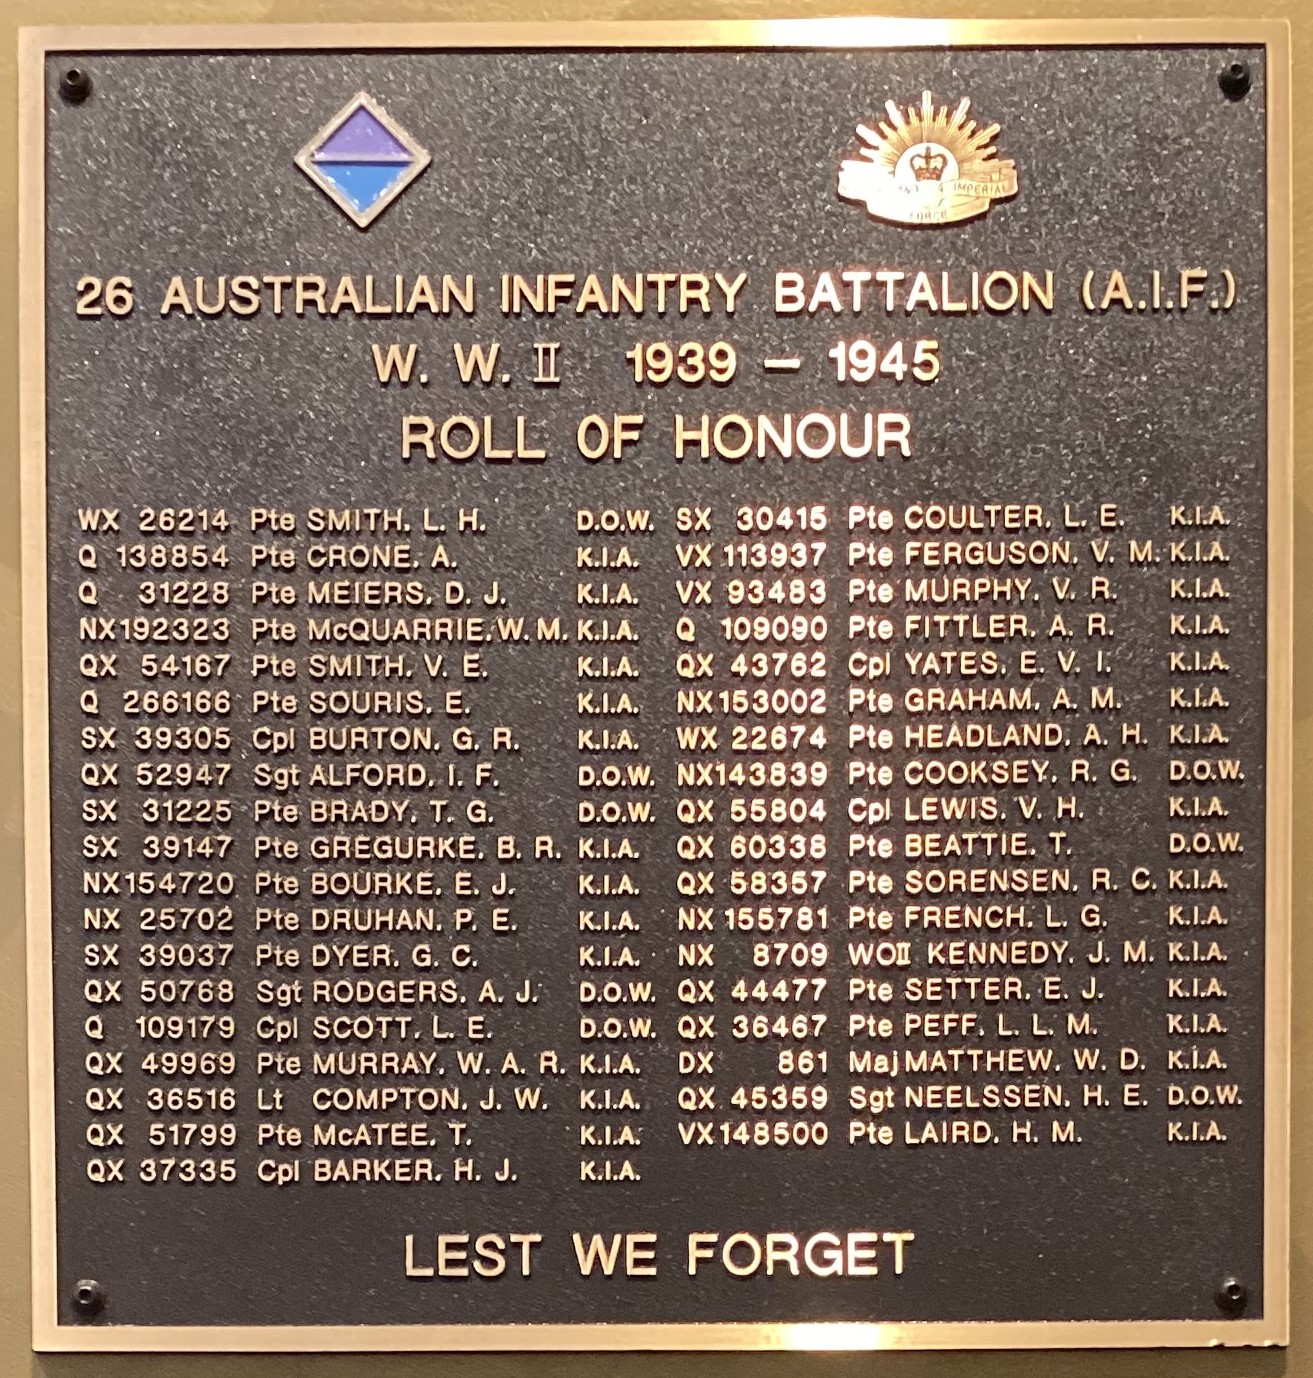 IMPERIAL
FORCE
26 AUSTRALIAN INFANTRY BATTALION (A.I.F.)
W. W. II 1939 – 1945
ROLL OF HONOUR
WX 26214 Pte SMITH. L. H. D.O.W.
Q 138854 Pte CRONE. A. K.I.A.
Q 31228 Pte MEIERS. D. J. K.I.A.
NX192323 Pte McQUARRIE.W. M. K.I.A.
QX 54167 Pte SMITH. V. E. K.I.A.
Q 266166 Pte SOURIS. E. K.I.A.
SX 39305 Cpl BURTON. G. R. K.I.A.
QX 52947 Sgt ALFORD. I. F. D.O.W.
SX 31225 Pte BRADY. T. G. D.O.W.
SX 39147 Pte GREGURKE. B. R. K.I.A.
NX154720 Pte BOURKE. E. J. K.I.A.
NX 25702 Pte DRUHAN. P. E. K.I.A.
SX 39037 Pte DYER. G. C. K.I.A.
QX 50768 Sgt RODGERS. A. J. D.O.W.
Q 109179 Cpl SCOTT. L. E. D.O.W.
QX 49969 Pte MURRAY. W. A. R. K.I.A.
QX 36516 Lt COMPTON. J. W. K.I.A.
QX 51799 Pte McATEE. T. K.I.A.
QX 37335 Cpl BARKER. H. J. K.I.A.
SX 30415 Pte COULTER. L. E. K.I.A.
VX 113937 Pte FERGUSON. V. M. K.I.A.
VX 93483 Pte MURPHY. V. R. K.I.A.
Q 109090 Pte FITTLER. A. R. K.I.A.
QX 43762 Cpl YATES. E. V. I. K.I.A.
NX153002 Pte GRAHAM. A. M. K.I.A.
WX 22674 Pte HEADLAND. A. H. K.I.A.
NX143839 Pte COOKSEY. R. G. D.O.W.
QX 55804 Cpl LEWIS. V. H. K.I.A.
QX 60338 Pte BEATTIE. T. D.O.W.
QX 58357 Pte SORENSEN. R. C. K.I.A.
NX 155781 Pte FRENCH. L. G. K.I.A.
NX 8709 WOII KENNEDY. J. M. K.I.A.
QX 44477 Pte SETTER. E. J. K.I.A.
QX 36467 Pte PEFF. L. L. M. K.I.A.
DX 861 Maj MATTHEW. W. D. K.I.A.
QX 45359 Sgt NEELSSEN. H. E. D.O.W.
VX148500 Pte LAIRD. H. M. K.I.A.
LEST WE FORGET